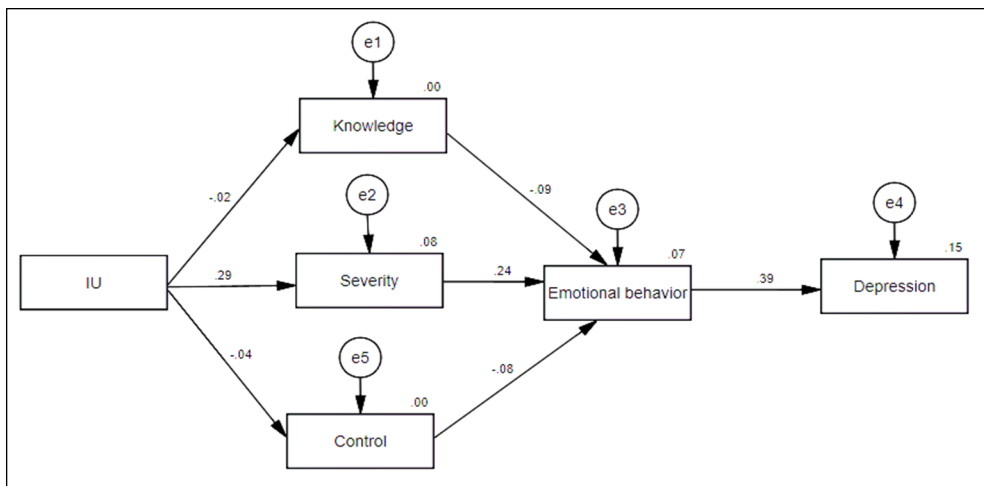 e1
.00
Knowledge
-.02
-.09
e2
e3
e4
.08
.07
.15
IU
.29
Severity
.24
Emotional behavior
.39
Depression
-.04
e5
-.08
.00
Control